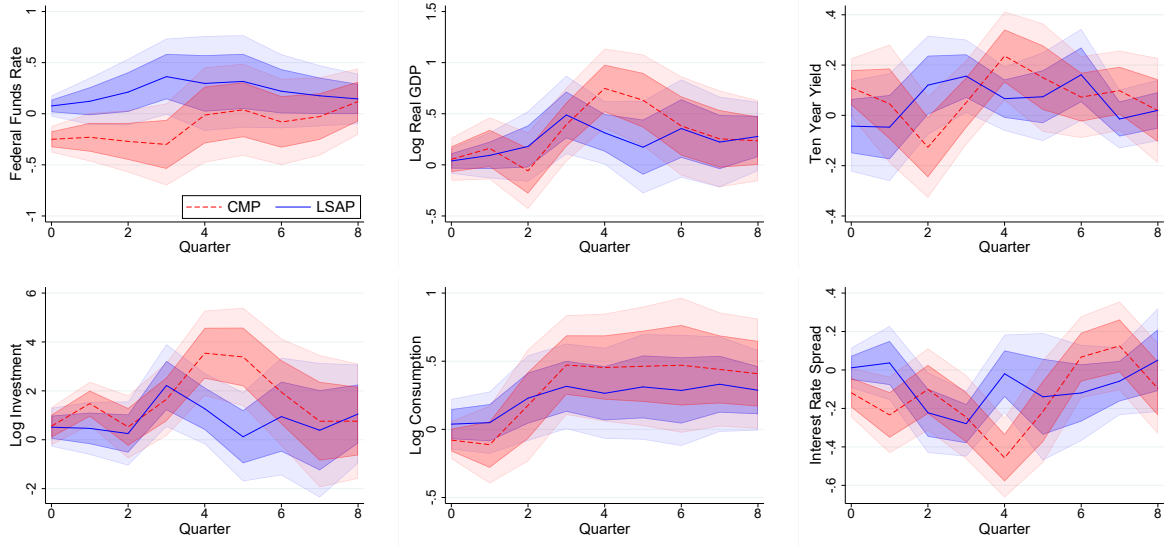 Federal Funds Rate
1
.5
0
-.5
-1
CMP
LSAP
0 2 4 6 8
Quarter
Log Real GDP
1.5
1
.5
0
-.5
0 2 4 6 8
Quarter
Ten Year Yield
.4
.2
0
-.2
-.4
0 2 4 6 8
Quarter
Log Investment
6
4
2
0
-2
0 2 4 6 8
Quarter
Log Consumption
1
.5
0
-.5
0 2 4 6 8
Quarter
Interest Rate Spread
.4
.2
0
-.2
-.4
-.6
0 2 4 6 8
Quarter